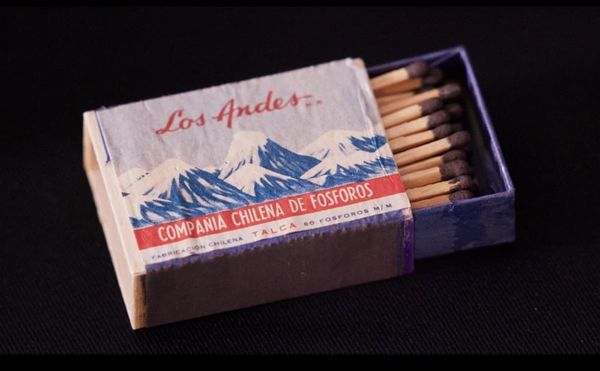 Los Andes M.R.
COMPAÑIA CHILENA DE FOSFOROS
FABRICACION CHILENA TALCA 60 FOSFOROS M/M